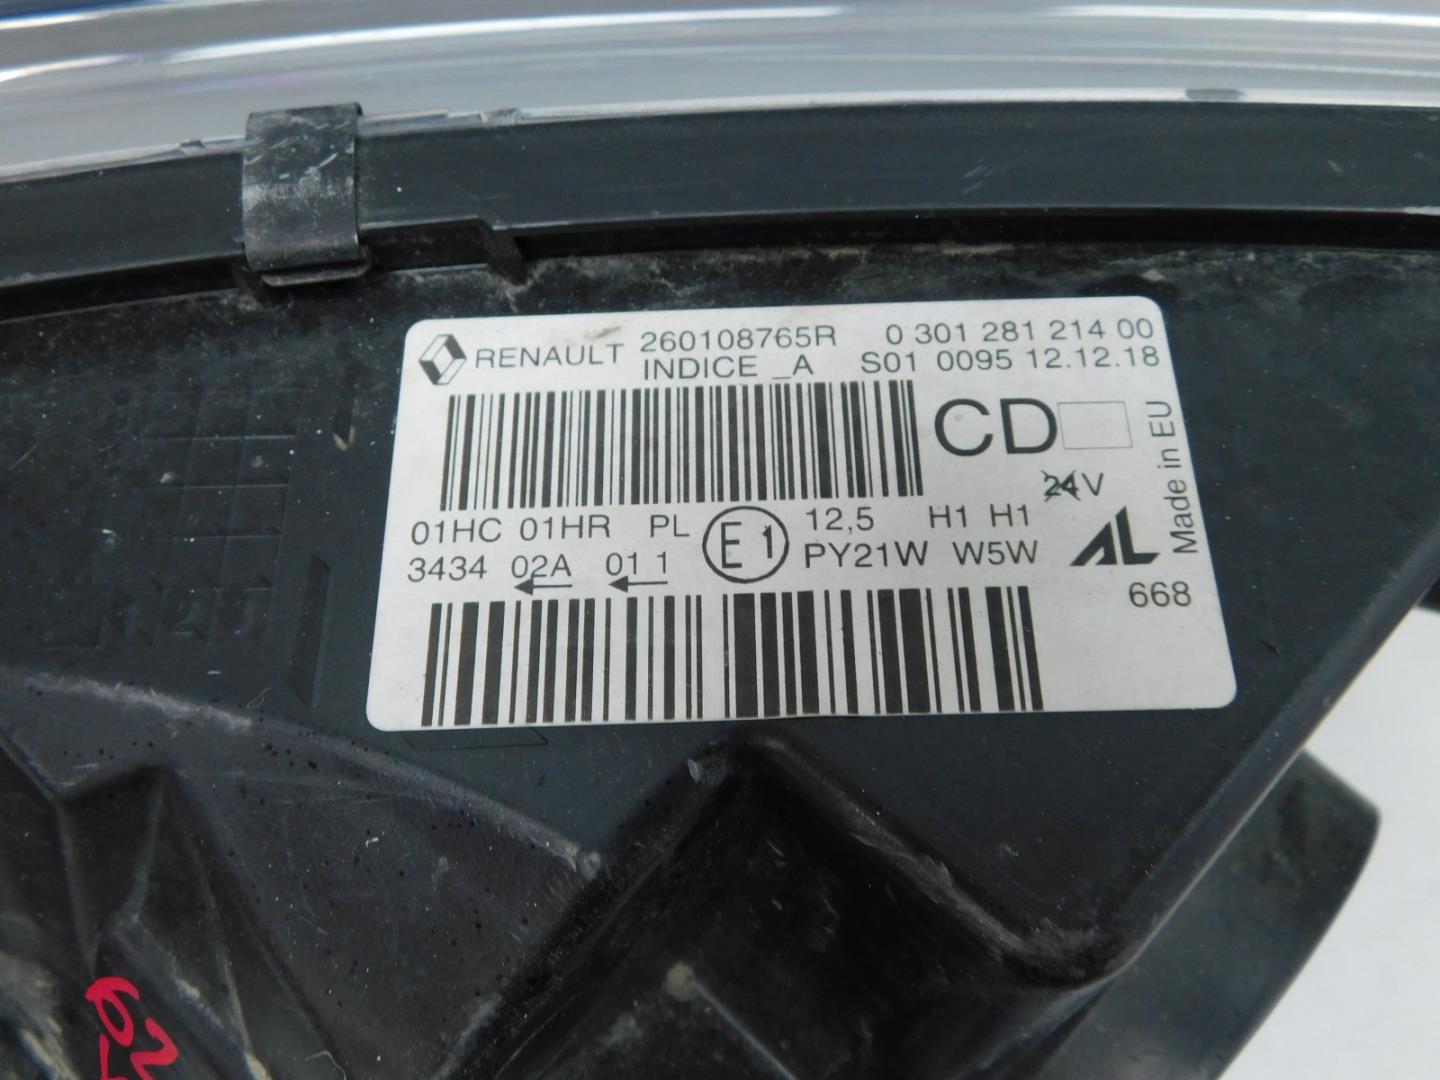 RENAULT 260108765R 0 301 281 214 00
INDICE _A S01 0095 12.12.18
CD
Made in EU
24 V
01HC 01HR PL E1 12,5 H1 H1
3434 02A 01 1 PY21W W5W
AL
668